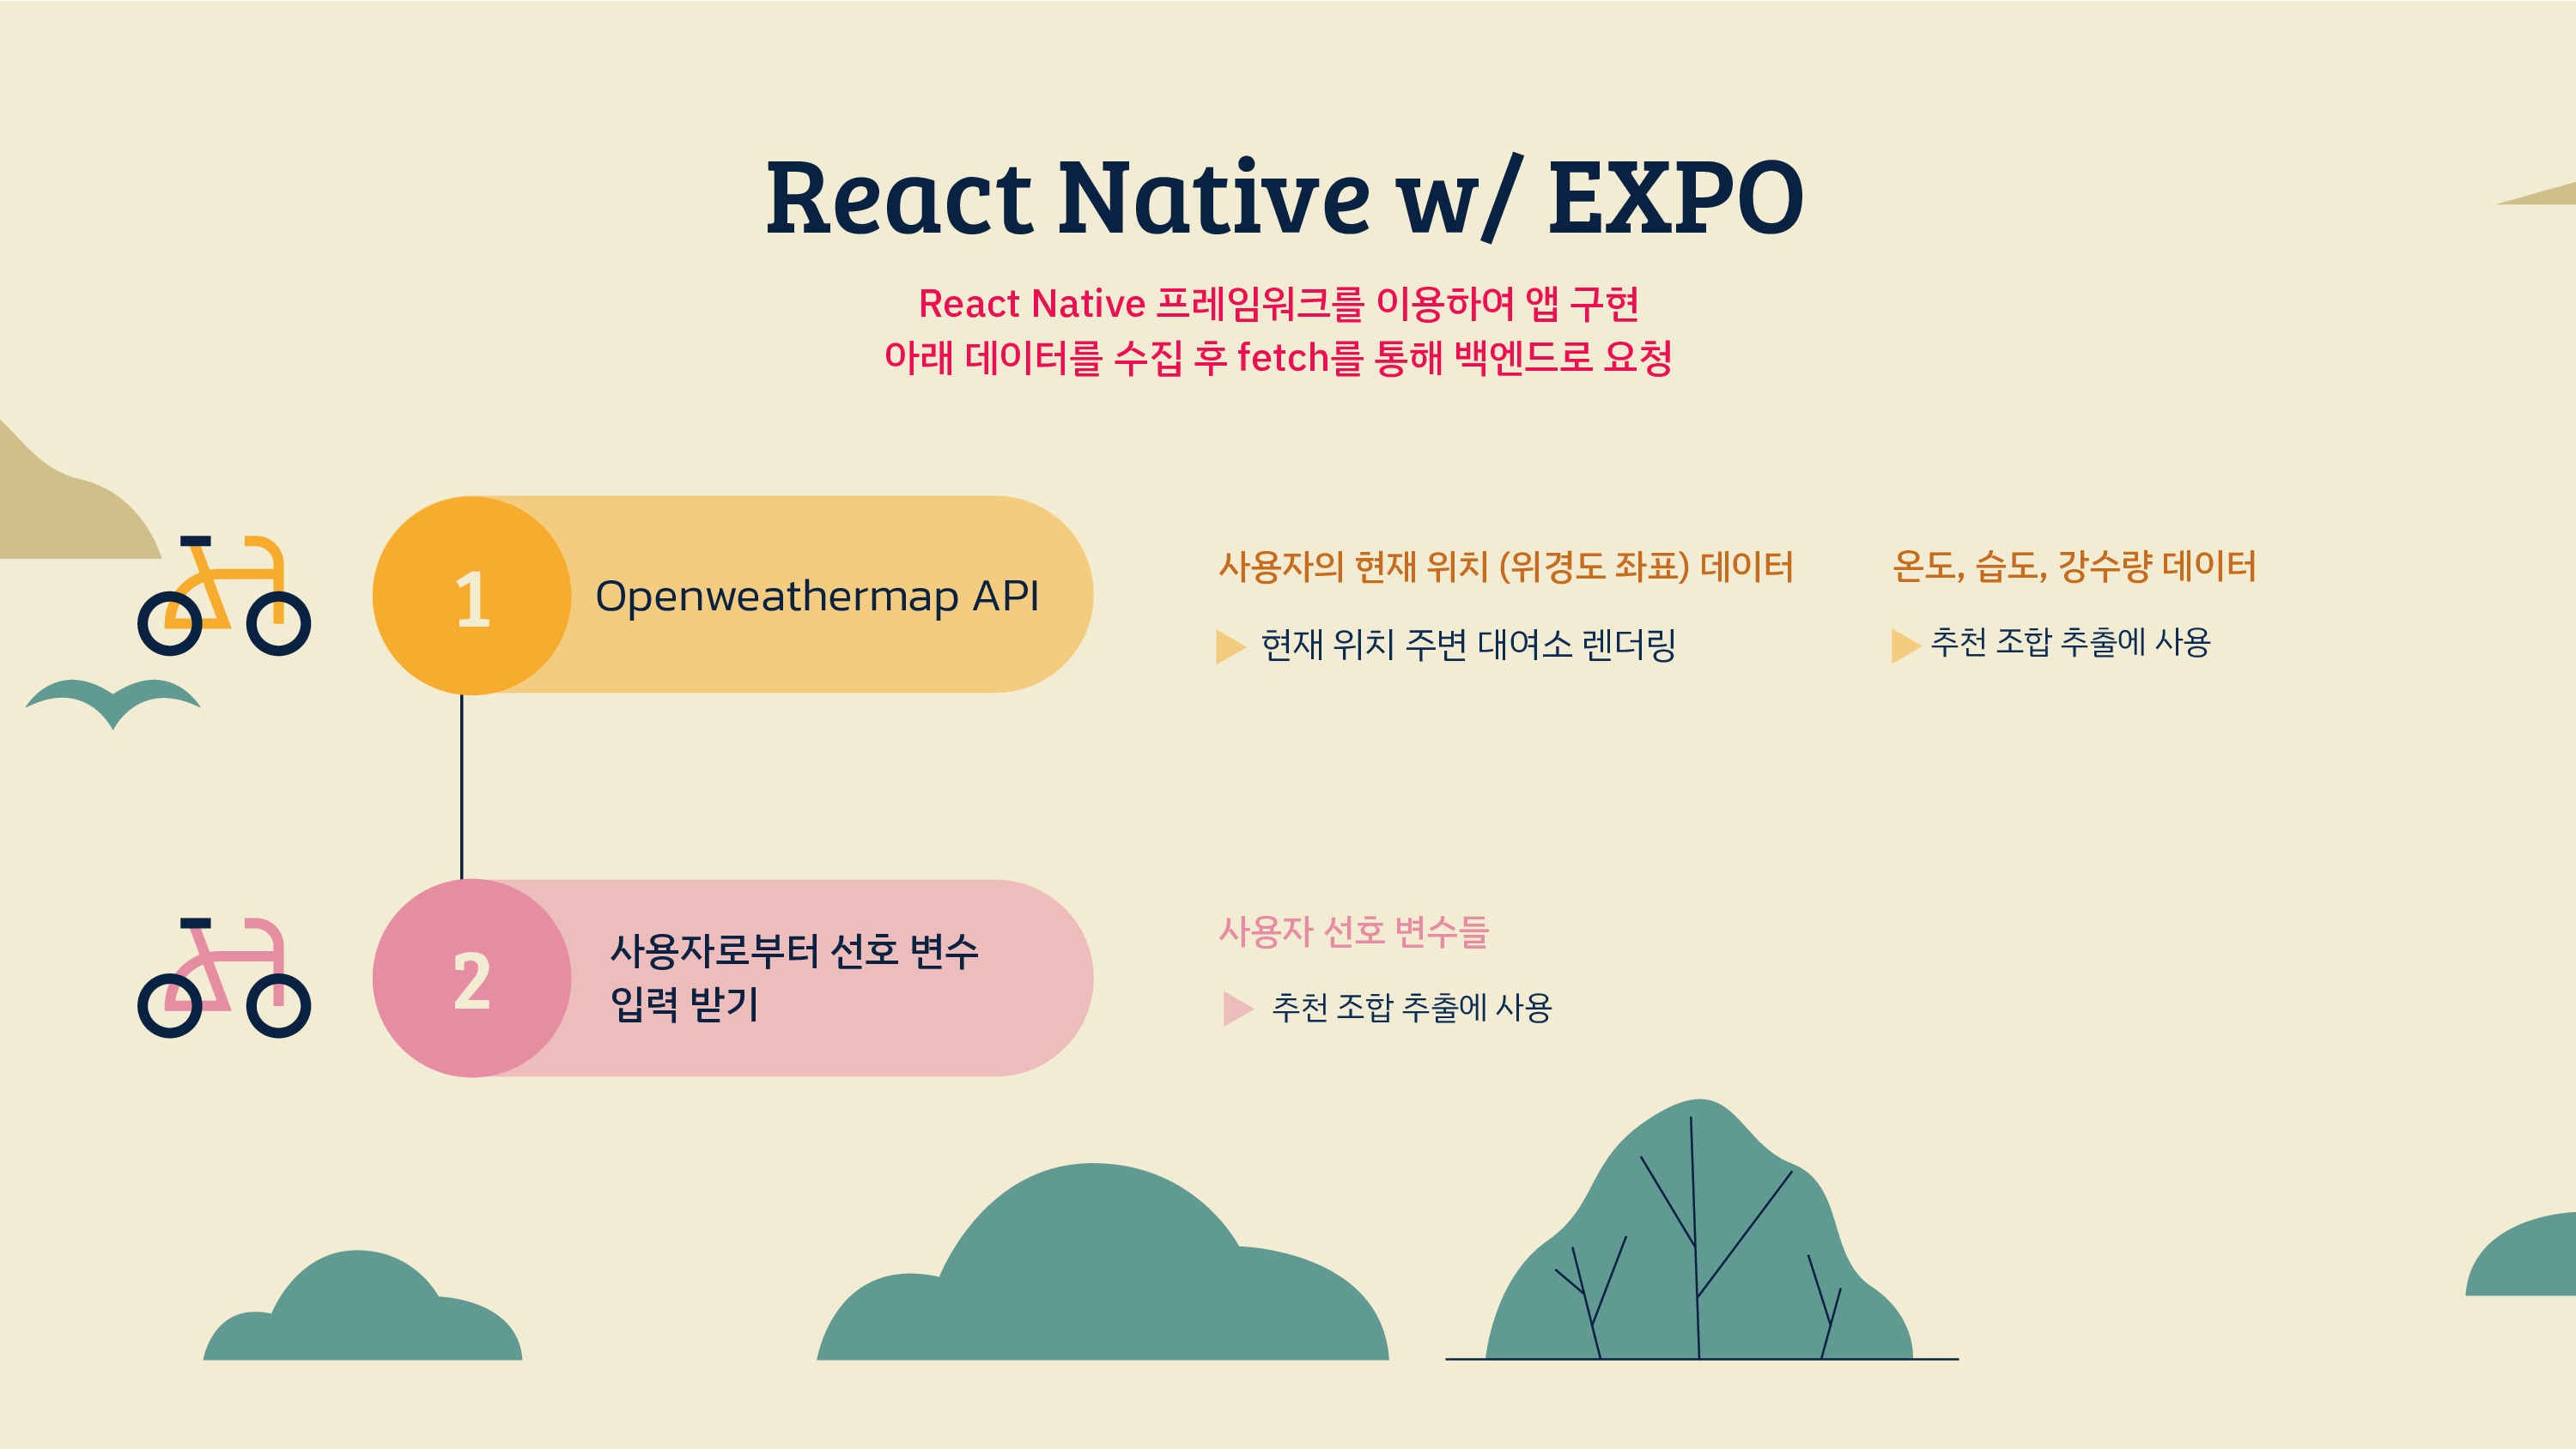 React Native w/ EXPO
React Native 프레임워크를 이용하여 앱 구현
아래 데이터를 수집 후 fetch를 통해 백엔드로 요청
1
Openweathermap API
사용자의 현재 위치 (위경도 좌표) 데이터
현재 위치 주변 대여소 렌더링
온도, 습도, 강수량 데이터
추천 조합 추출에 사용
2
사용자로부터 선호 변수
입력 받기
사용자 선호 변수들
추천 조합 추출에 사용